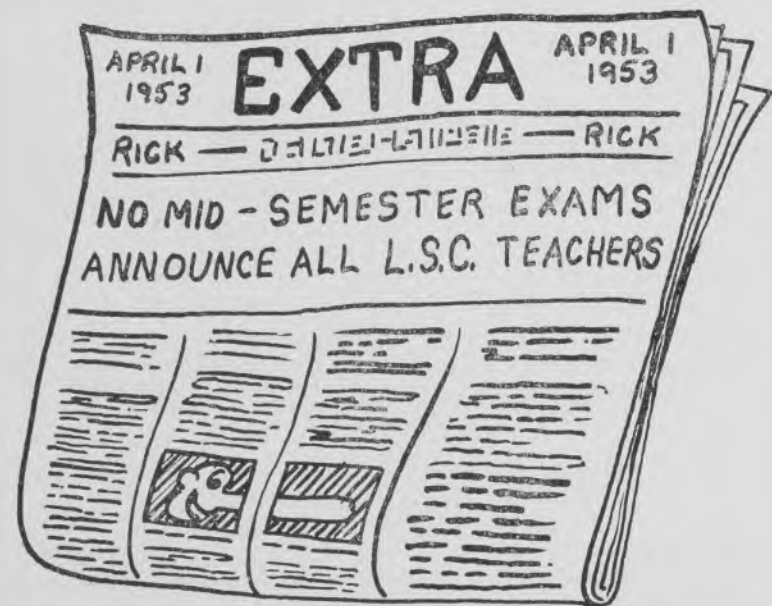 APRIL 1
1953
EXTRA
APRIL 1
1953
RICK — — RICK
NO MID - SEMESTER EXAMS
ANNOUNCE ALL L.S.C. TEACHERS